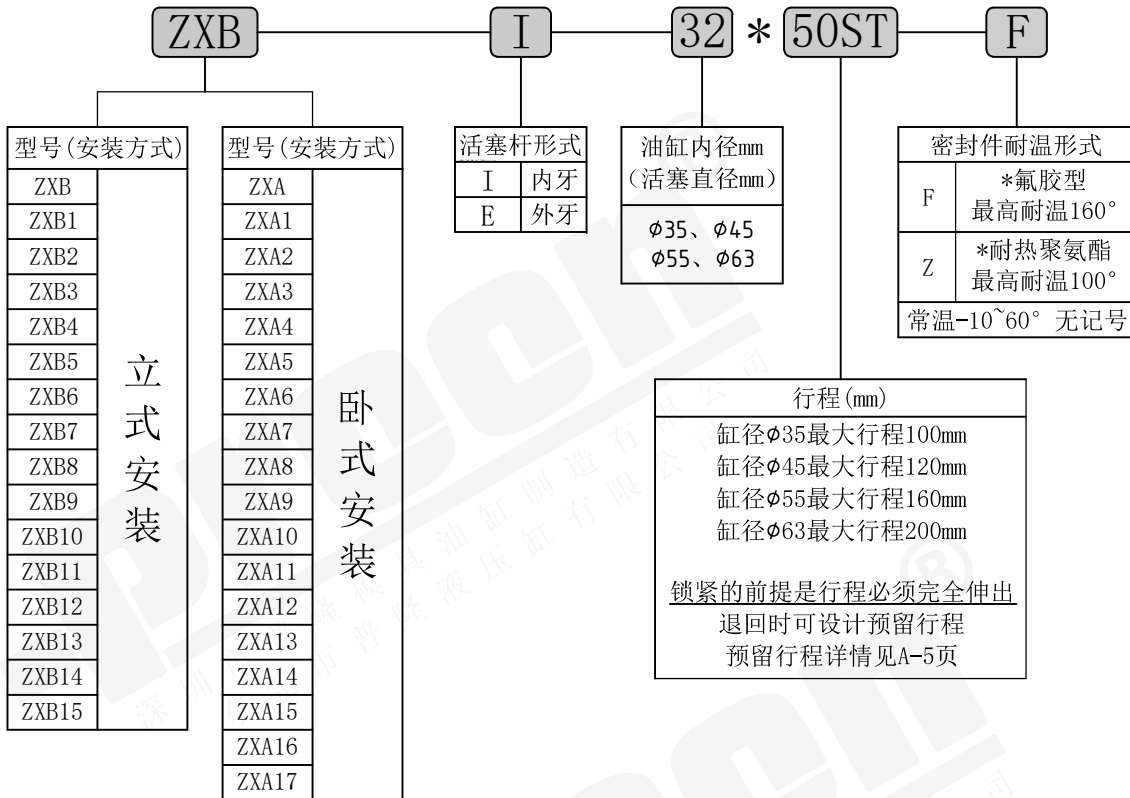 ZXB I 32 * 50ST F
型号(安装方式)
ZXB
ZXB1
ZXB2
ZXB3
ZXB4
ZXB5
ZXB6
ZXB7
ZXB8
ZXB9
ZXB10
ZXB11
ZXB12
ZXB13
ZXB14
ZXB15
立式安装
型号(安装方式)
ZXA
ZXA1
ZXA2
ZXA3
ZXA4
ZXA5
ZXA6
ZXA7
ZXA8
ZXA9
ZXA10
ZXA11
ZXA12
ZXA13
ZXA14
ZXA15
ZXA16
ZXA17
卧式安装
活塞杆形式
I 内牙
E 外牙
油缸内径mm
(活塞直径mm)
Φ35、Φ45
Φ55、Φ63
行程(mm)
缸径Φ35最大行程100mm
缸径Φ45最大行程120mm
缸径Φ55最大行程160mm
缸径Φ63最大行程200mm
锁紧的前提是行程必须完全伸出
退回时可设计预留行程
预留行程详情见A-5页
密封件耐温形式
F *氟胶型
最高耐温160°
Z *耐热聚氨酯
最高耐温100°
常温-10~60° 无记号